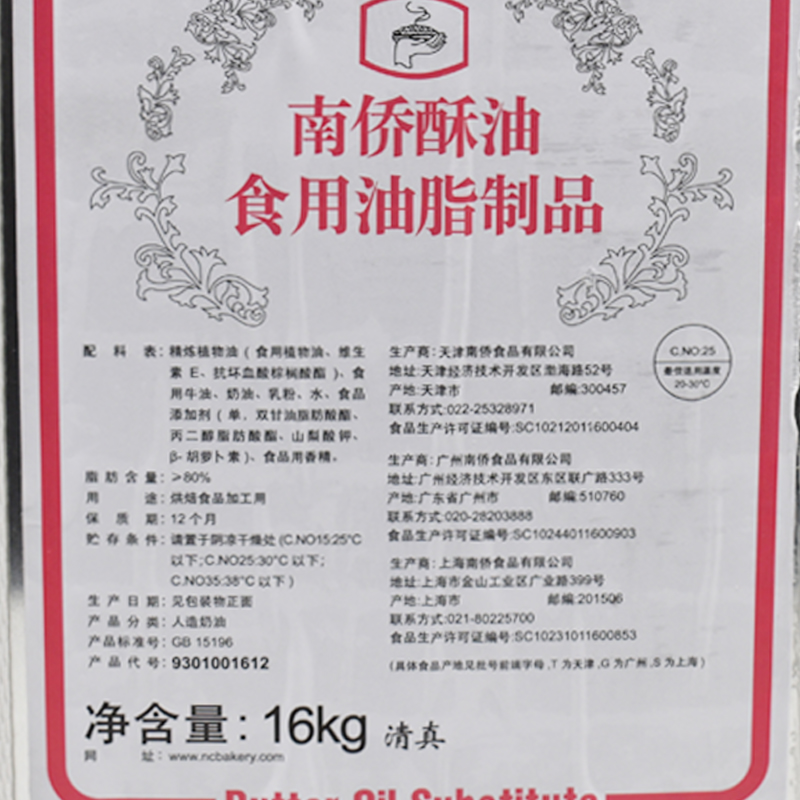 南侨酥油
食用油脂制品
C.NO:25
最佳适用温度
20-30°C
配 料 表: 精炼植物油 ( 食用植物油、维生
素 E、抗坏血酸棕榈酸酯 )、食
用牛油、奶油、乳粉、水、食品
添加剂 ( 单, 双甘油脂肪酸酯、
丙二醇脂肪酸酯、山梨酸钾、
β- 胡萝卜素 )、食品用香精。
脂肪含量: ≥80%
用 途: 烘焙食品加工用
保 质 期: 12 个月
贮存条件: 请置于阴凉干燥处 (C.NO15:25°C
以下;C.NO25:30°C 以下;
C.NO35:38°C 以下 )
生产日期: 见包装物正面
产品分类: 人造奶油
产品标准号: GB 15196
产品代号: 9301001612
生产商: 天津南侨食品有限公司
地址:天津经济技术开发区渤海路52号
产地:天津市 邮编:300457
联系方式:022-25328971
食品生产许可证编号:SC10212011600404
生产商: 广州南侨食品有限公司
地址:广州经济技术开发区东区联广路333号
产地:广东省广州市 邮编:510760
联系方式:020-28203888
食品生产许可证编号:SC10244011600903
生产商: 上海南侨食品有限公司
地址:上海市金山工业区广业路399号
产地:上海市 邮编:201506
联系方式:021-80225700
食品生产许可证编号:SC10231011600853
(具体食品产地见批号前端字母 ,T 为天津 ,G 为广州 ,S 为上海 )
净含量: 16kg 清真
网 址: www.ncbakery.com
Butter Oil Substitute